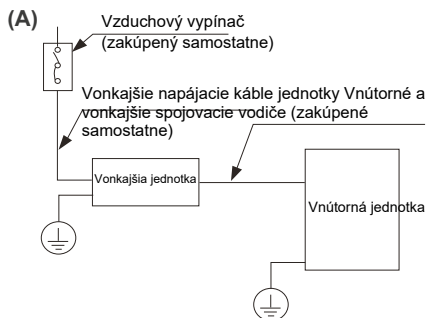 (A)
Vzduchový vypínač
(zakúpený samostatne)
Vonkajšie napájacie káble jednotky Vnútorné a
vonkajšie spojovacie vodiče (zakúpené
samostatne)
Vonkajšia jednotka
Vnútorná jednotka